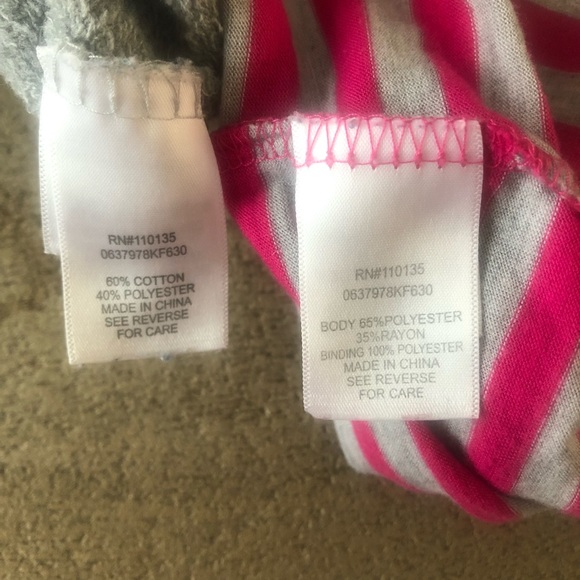 RN#110135
0637978KF630
60% COTTON
40% POLYESTER
MADE IN CHINA
SEE REVERSE
FOR CARE
RN#110135
0637978KF630
BODY 65%POLYESTER
35%RAYON
BINDING 100% POLYESTER
MADE IN CHINA
SEE REVERSE
FOR CARE